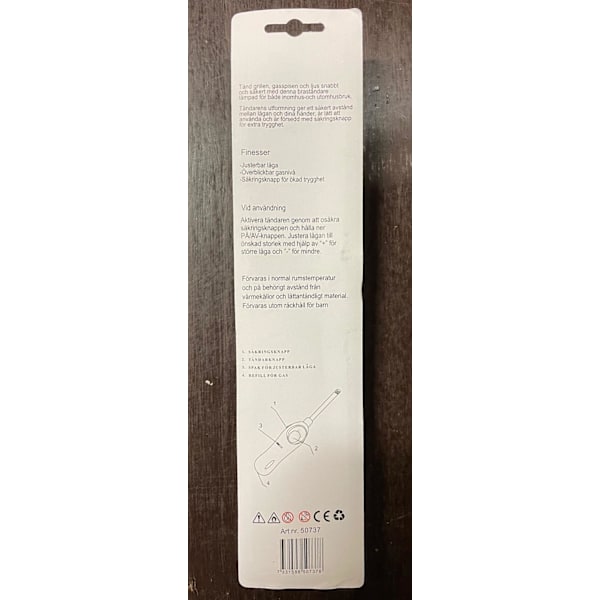 Tänd grillen, gasspisen och ljus snabbt
och säkert med denna braständare
lämpad för både inomhus-och utomhusbruk.
Tändarens utformning ger ett säkert avstånd
mellan lågan och dina händer, är lätt att
använda och är försedd med säkringsknapp
för extra trygghet.
Finesser
-Justerbar låga.
-Överblickbar gasnivå.
-Säkringsknapp för ökad trygghet.
Vid användning
Aktivera tändaren genom att osäkra
säkringsknappen och hålla ner
PÅ/AV-knappen. Justera lågan till
önskad storlek med hjälp av "+" för
större låga och "-" för mindre.
Förvaras i normal rumstemperatur
och på behörigt avstånd från
värmekällor och lättantändligt material.
Förvaras utom räckhåll för barn
1. SÄKRINGSKNAPP
2. TÄNDARKNAPP
3. SPAK FÖR JUSTERBAR LÅGA
4. REFILL FÖR GAS
1
3
2
4
CE
Art nr. 50737